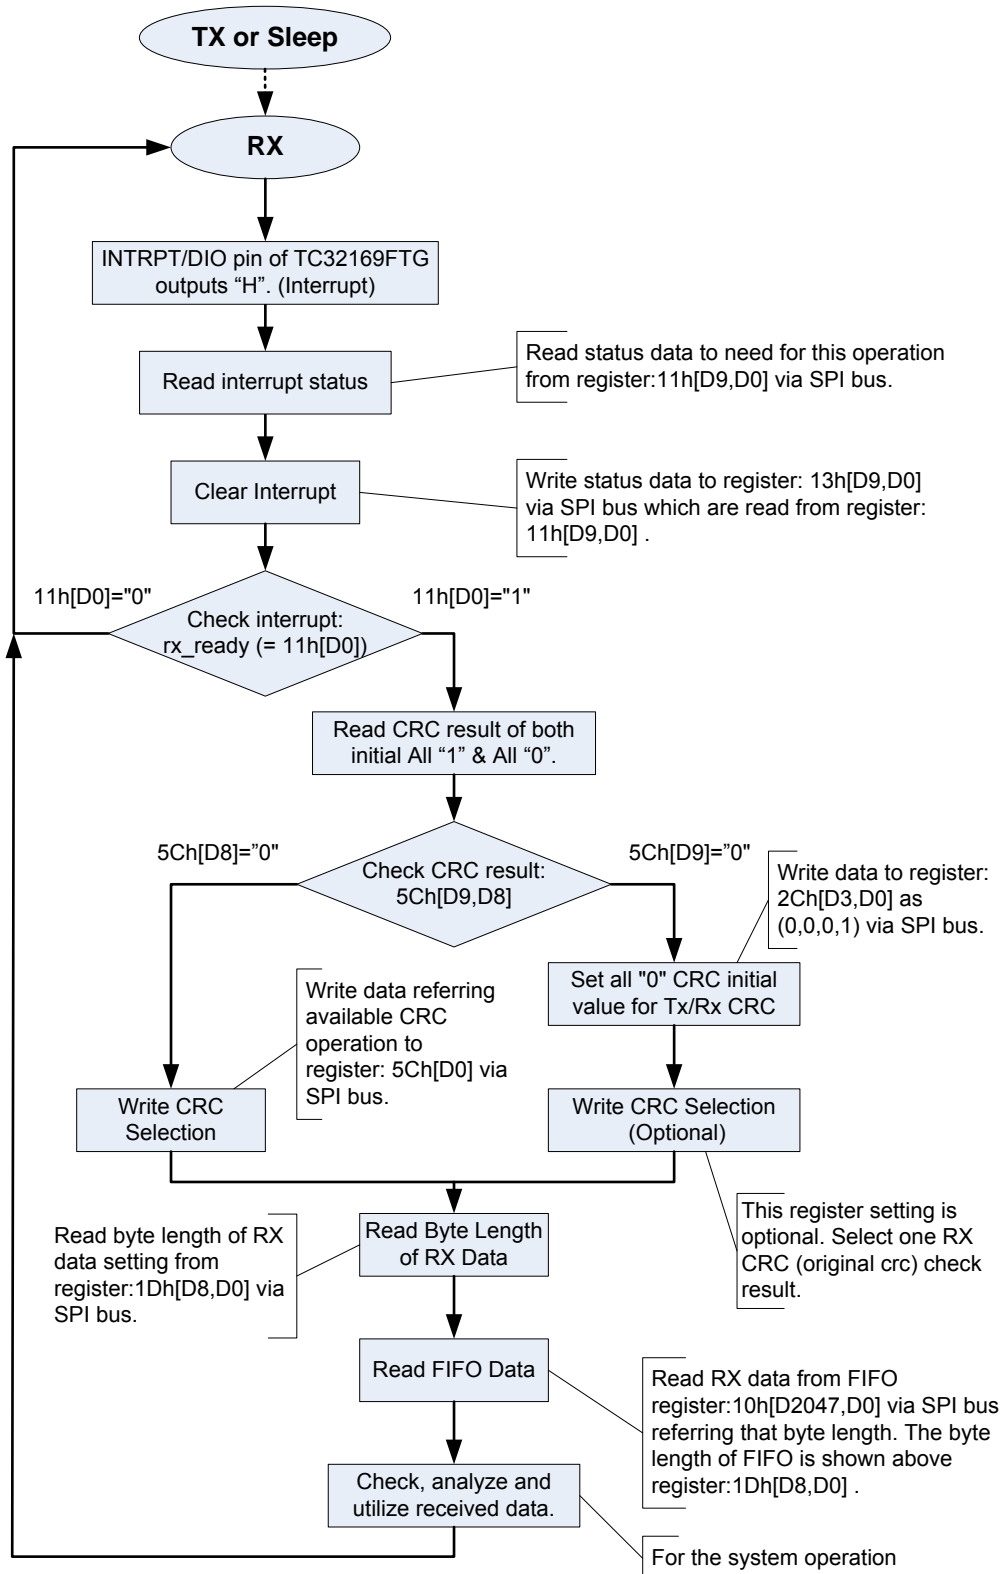 TX or Sleep
RX
INTRPT/DIO pin of TC32169FTG
outputs “H”. (Interrupt)
Read interrupt status
Read status data to need for this operation
from register:11h[D9,D0] via SPI bus.
Clear Interrupt
Write status data to register: 13h[D9,D0]
via SPI bus which are read from register:
11h[D9,D0] .
11h[D0]="0"
11h[D0]="1"
Check interrupt:
rx_ready (= 11h[D0])
Read CRC result of both
initial All “1” & All “0”.
5Ch[D8]=”0"
5Ch[D9]=”0"
Check CRC result:
5Ch[D9,D8]
Write data to register:
2Ch[D3,D0] as
(0,0,0,1) via SPI bus.
Set all "0" CRC initial
value for Tx/Rx CRC
Write data referring
available CRC
operation to
register: 5Ch[D0] via
SPI bus.
Write CRC
Selection
Write CRC Selection
(Optional)
This register setting is
optional. Select one RX
CRC (original crc) check
result.
Read byte length of RX
data setting from
register:1Dh[D8,D0] via
SPI bus.
Read Byte Length
of RX Data
Read FIFO Data
Read RX data from FIFO
register:10h[D2047,D0] via SPI bus
referring that byte length. The byte
length of FIFO is shown above
register:1Dh[D8,D0] .
Check, analyze and
utilize received data.
For the system operation